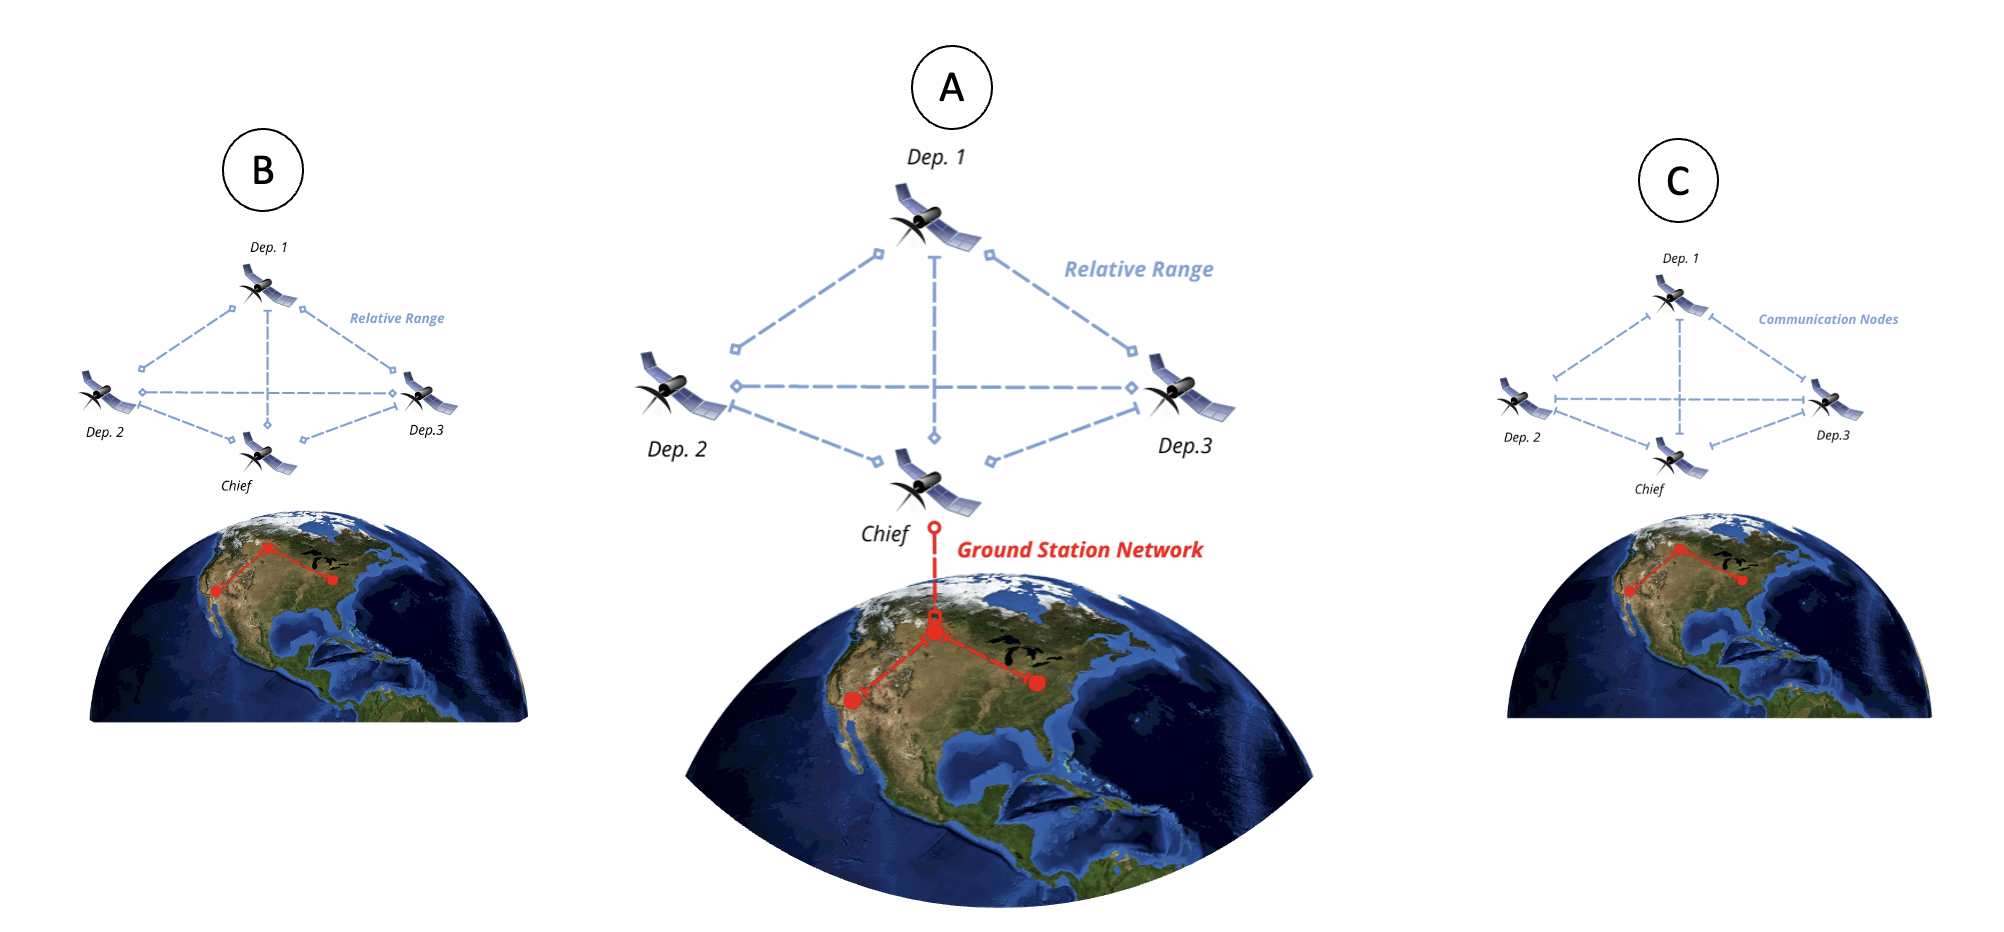 B
Dep. 1
Relative Range
Dep. 2
Dep.3
Chief
A
Dep. 1
Relative Range
Dep. 2
Dep.3
Chief
Ground Station Network
C
Dep. 1
Communication Nodes
Dep. 2
Dep.3
Chief